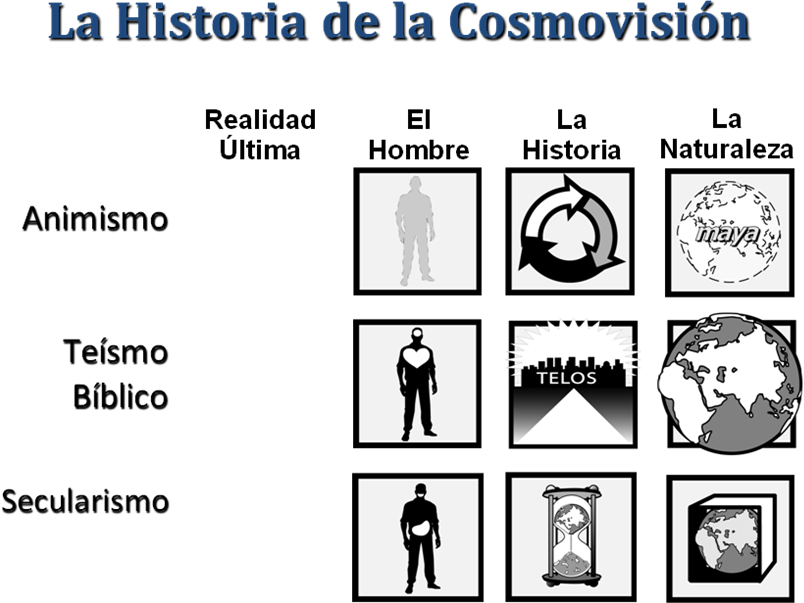 La Historia de la Cosmovisión
Realidad Última
El Hombre
La Historia
La Naturaleza
Animismo
maya
Teísmo Bíblico
TELOS
Secularismo